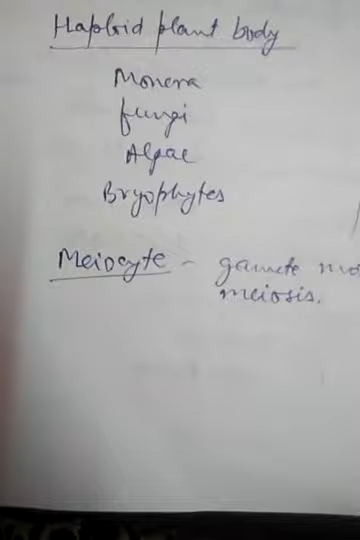 Haploid plant body
Monera
fungi
Algae
Bryophytes
Meiocyte - gamete
meiosis.